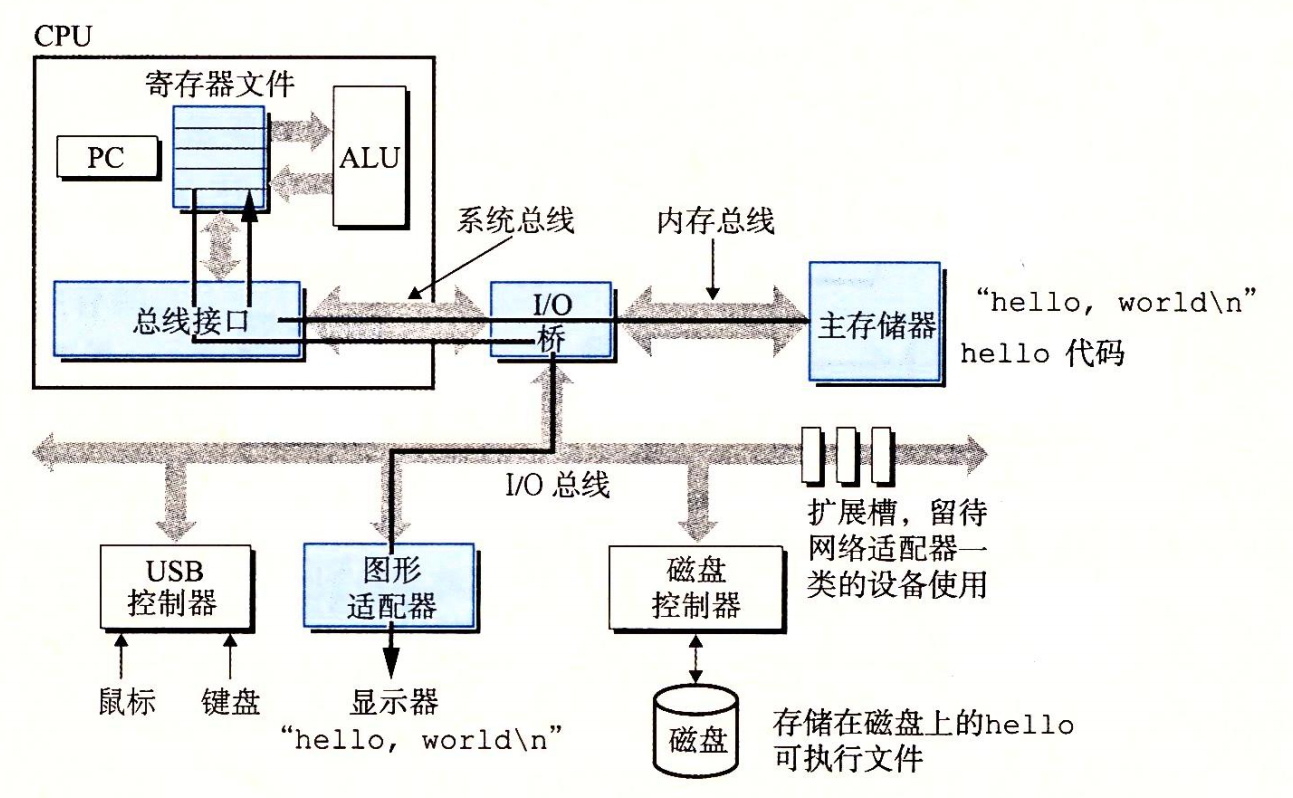 CPU
寄存器文件
PC
ALU
系统总线
内存总线
总线接口
I/O
桥
主存储器
“hello, world\n”
hello 代码
I/O 总线
扩展槽，留待
网络适配器一
类的设备使用
USB
控制器
图形
适配器
磁盘
控制器
鼠标
键盘
显示器
“hello, world\n”
磁盘
存储在磁盘上的hello
可执行文件